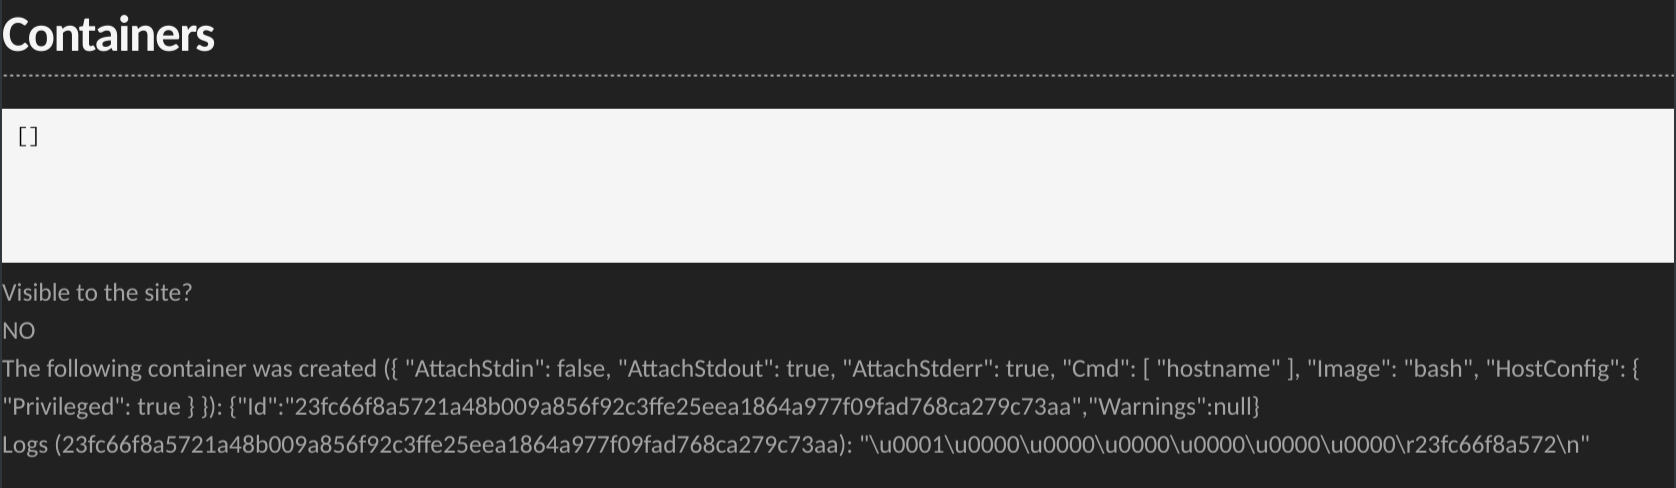 Containers
[]
Visible to the site?
NO
The following container was created ({ "AttachStdin": false, "AttachStdout": true, "AttachStderr": true, "Cmd": [ "hostname" ], "Image": "bash", "HostConfig": {
"Privileged": true } }): {"Id":"23fc66f8a5721a48b009a856f92c3ffe25eea1864a977f09fad768ca279c73aa","Warnings":null}
Logs (23fc66f8a5721a48b009a856f92c3ffe25eea1864a977f09fad768ca279c73aa): "\u0001\u0000\u0000\u0000\u0000\u0000\u0000\r23fc66f8a572\n"